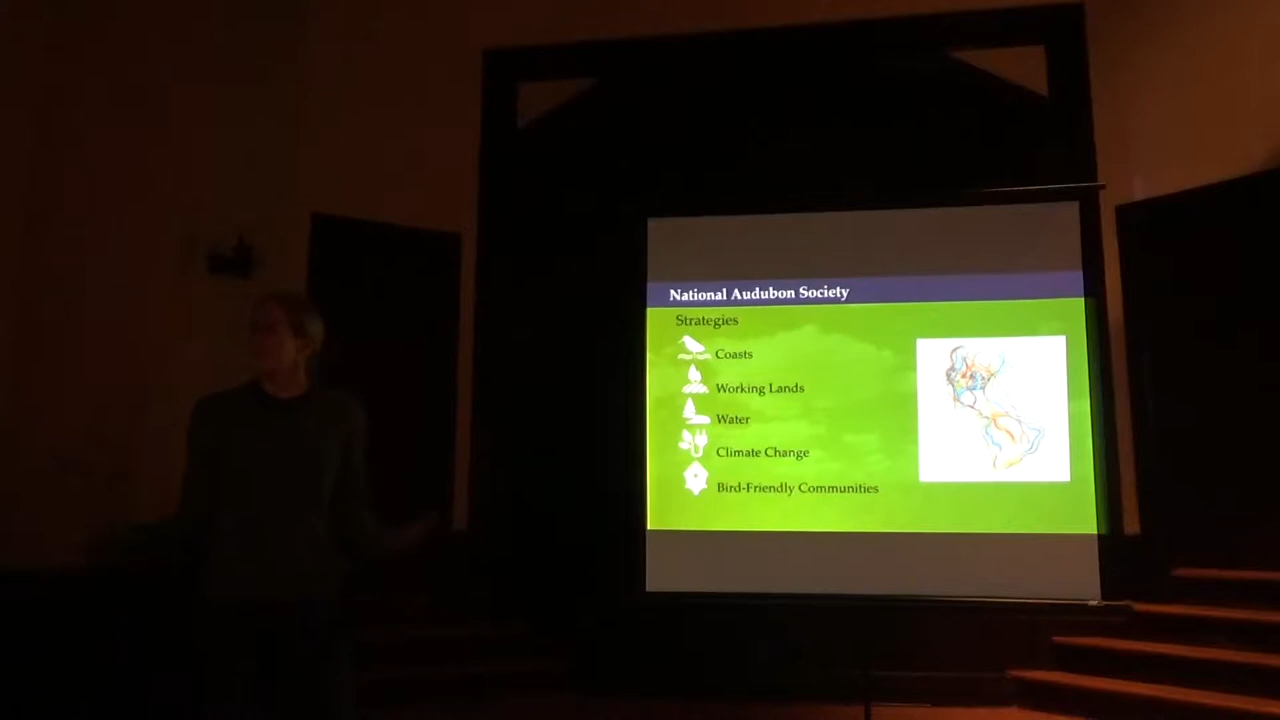 National Audubon Society
Strategies
Coasts
Working Lands
Water
Climate Change
Bird-Friendly Communities